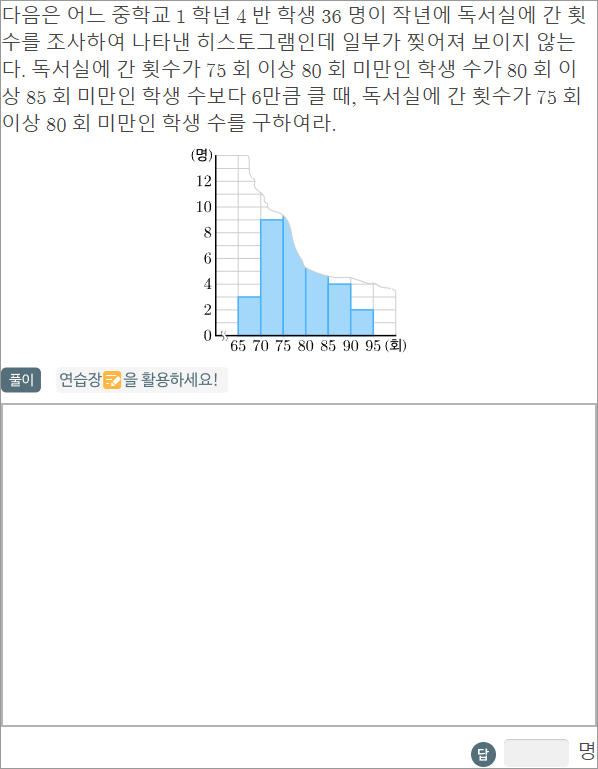 다음은 어느 중학교 1 학년 4 반 학생 36 명이 작년에 독서실에 간 횟
수를 조사하여 나타낸 히스토그램인데 일부가 찢어져 보이지 않는
다. 독서실에 간 횟수가 75 회 이상 80 회 미만인 학생 수가 80 회 이
상 85 회 미만인 학생 수보다 6만큼 클 때, 독서실에 간 횟수가 75 회
이상 80 회 미만인 학생 수를 구하여라.
(명)
12
10
8
6
4
2
0
65 70 75 80 85 90 95 (회)
풀이 연습장 을 활용하세요!
답 명